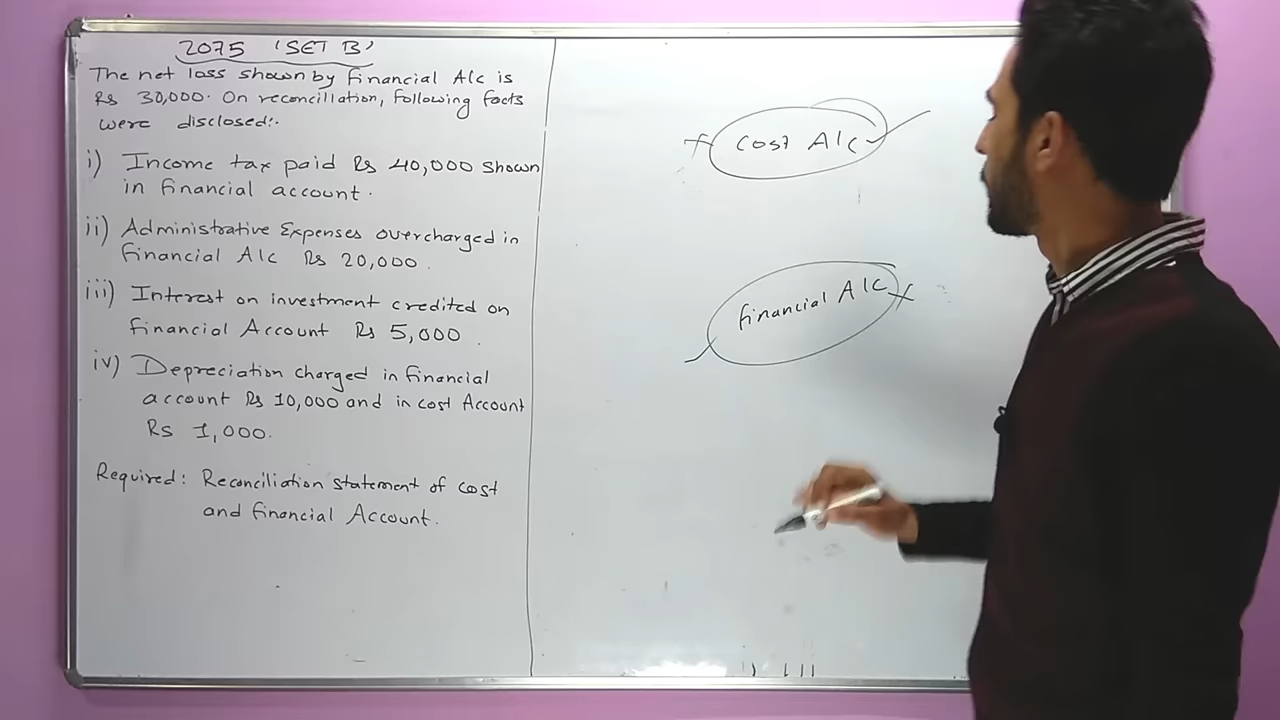 2075 'SET B'
The net loss shown by financial A/c is
Rs 30,000. On reconcillation, following facts
were disclosed:-
i) Income tax paid Rs 40,000 shown
in financial account.
ii) Administrative Expenses overcharged in
financial A/c Rs 20,000.
iii) Interest on investment credited on
financial Account Rs 5,000.
iv) Depreciation charged in financial
account Rs 10,000 and in cost Account
Rs 1,000.
Required: Reconciliation statement of cost
and financial Account.
+ cost A/c -
financial A/c +
-